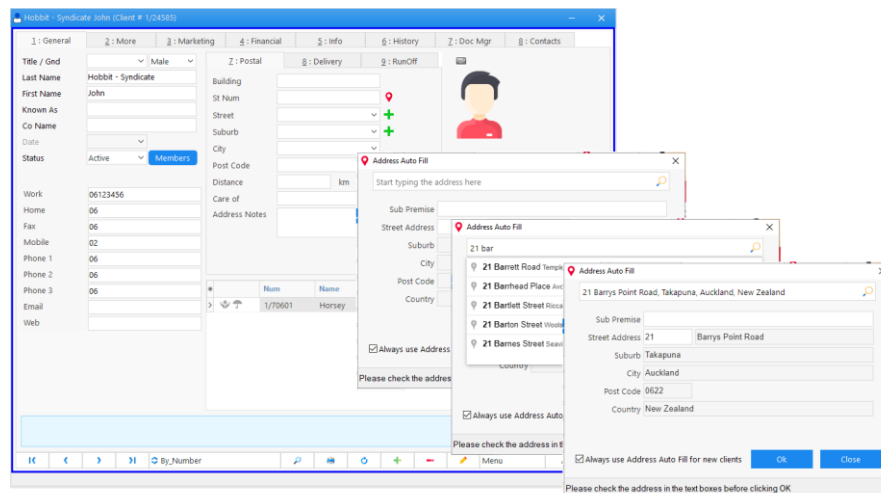 Hobbit - Syndicate John (Client # 1/24585)
1 : General 2 : More 3 : Marketing 4 : Financial 5 : Info 6 : History 7 : Doc Mgr 8 : Contacts
Title / Gnd Male
Last Name Hobbit - Syndicate
First Name John
Known As
Co Name
Date
Status Active Members
Work 06123456
Home 06
Fax 06
Mobile 02
Phone 1 06
Phone 2 06
Phone 3 06
Email
Web
7 : Postal 8 : Delivery 9 : RunOff
Building
St Num
Street
Suburb
City
Post Code
Distance km
Care of
Address Notes
Num Name
1/70601 Horsey
By_Number
Menu
Address Auto Fill
Start typing the address here
Sub Premise
Street Address
Suburb
City
Post Code
Country
Always use Address
Please check the addres
Address Auto Fill
21 bar
21 Barrett Road
21 Barrhead Place
21 Bartlett Street
21 Barton Street
21 Barnes Street
Country
Always use Address Auto
Please check the address in
Address Auto Fill
21 Barrys Point Road, Takapuna, Auckland, New Zealand
Sub Premise
Street Address 21 Barrys Point Road
Suburb Takapuna
City Auckland
Post Code 0622
Country New Zealand
Always use Address Auto Fill for new clients Ok Close
Please check the address in the text boxes before clicking OK